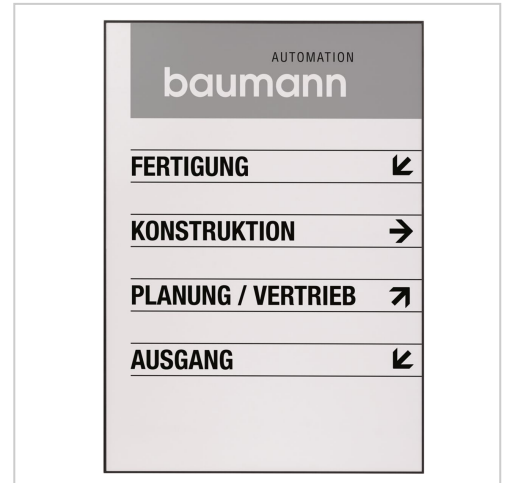 AUTOMATION
baumann
FERTIGUNG ↙
KONSTRUKTION →
PLANUNG / VERTRIEB ↗
AUSGANG ↙